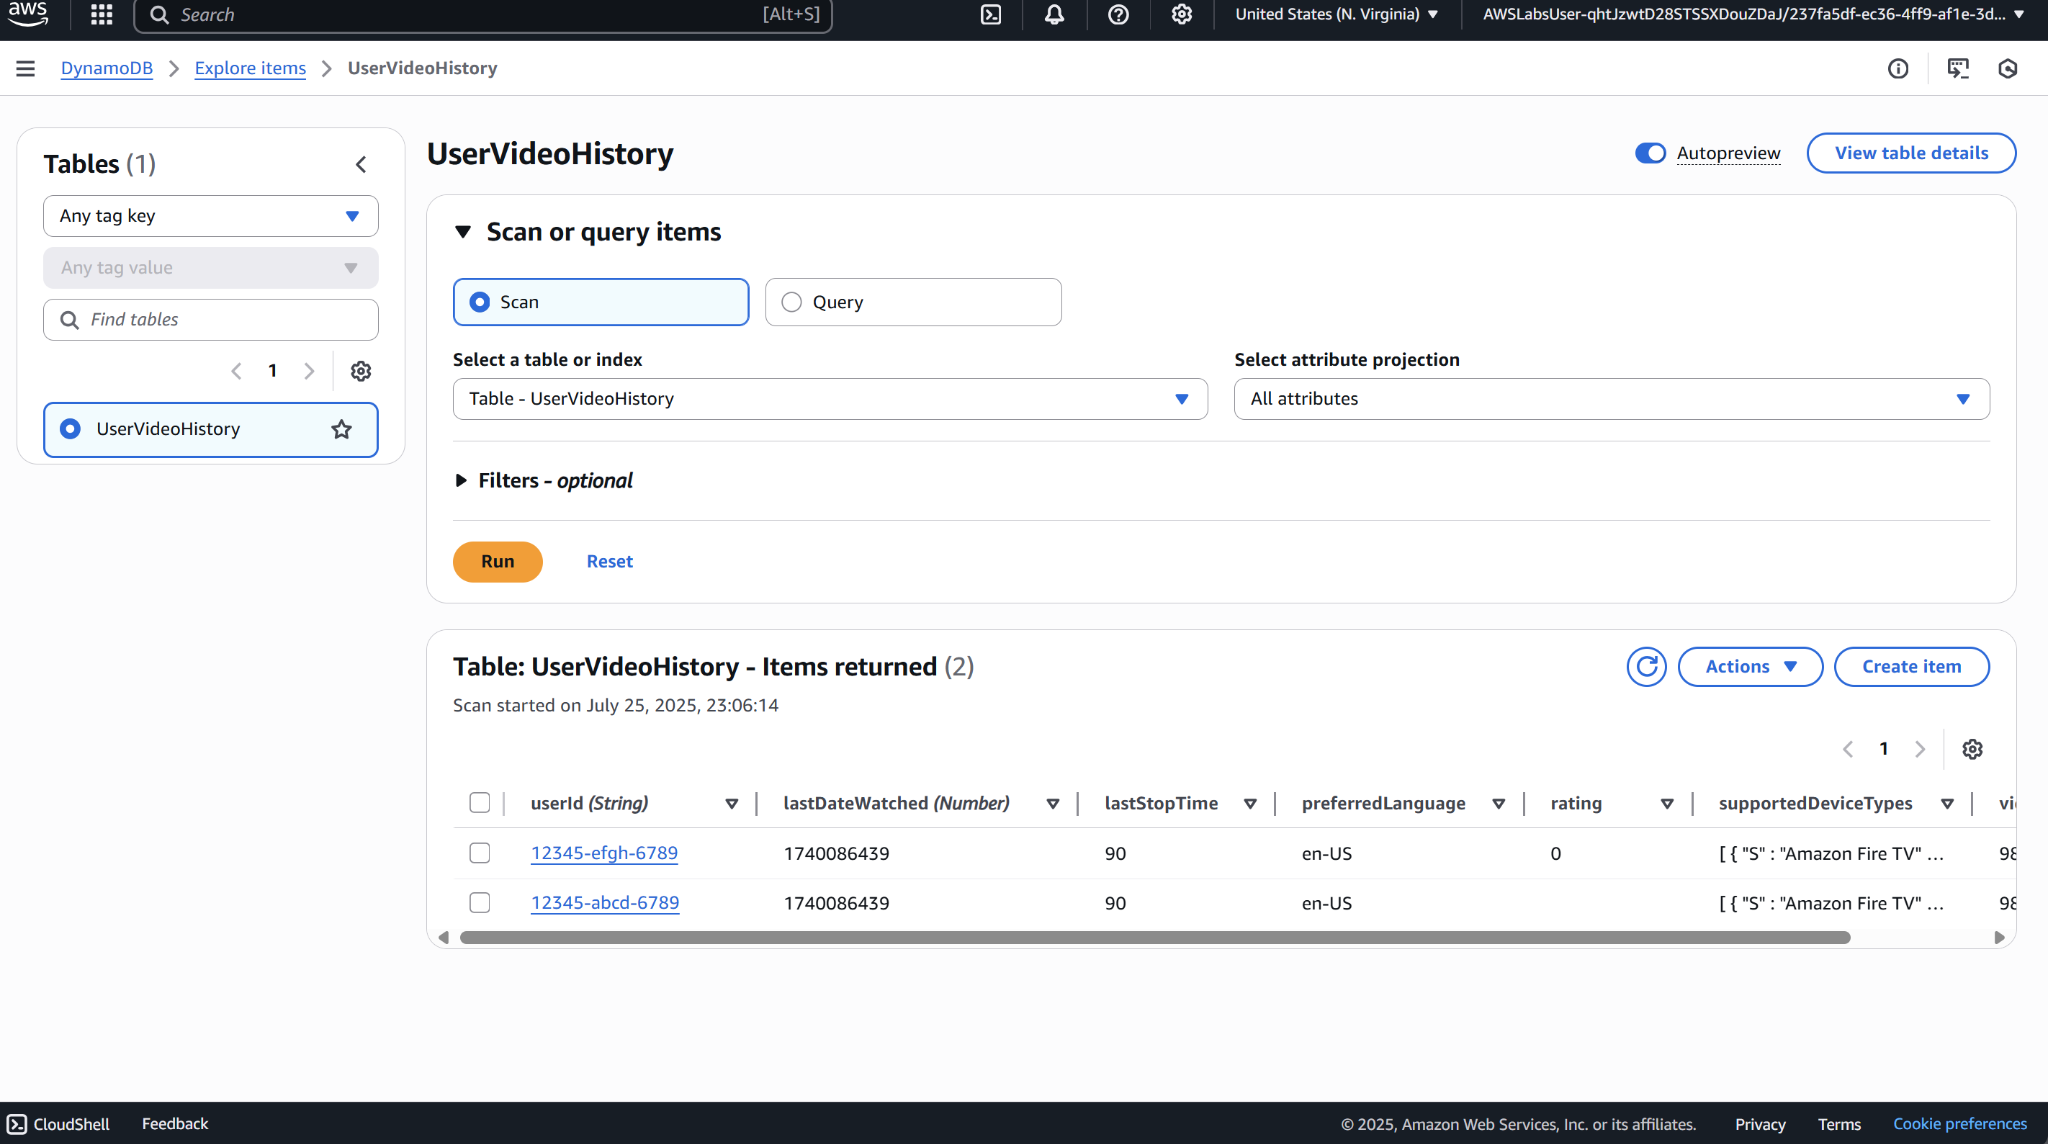 aws
Search [Alt+S] United States (N. Virginia) AWSLabsUser-qhtJzwtD28STSSXDouZDaJ/237fa5df-ec36-4ff9-af1e-3d...
DynamoDB Explore items UserVideoHistory
Tables (1)
Any tag key
Any tag value
Find tables
1
UserVideoHistory
UserVideoHistory
Autopreview
View table details
Scan or query items
Scan
Query
Select a table or index
Table - UserVideoHistory
Select attribute projection
All attributes
Filters - optional
Run
Reset
Table: UserVideoHistory - Items returned (2)
Actions
Create item
Scan started on July 25, 2025, 23:06:14
1
userId (String) lastDateWatched (Number) lastStopTime preferredLanguage rating supportedDeviceTypes vi
12345-efgh-6789 1740086439 90 en-US 0 [ { "S" : "Amazon Fire TV" ... 98
12345-abcd-6789 1740086439 90 en-US [ { "S" : "Amazon Fire TV" ... 98
CloudShell Feedback © 2025, Amazon Web Services, Inc. or its affiliates. Privacy Terms Cookie preferences